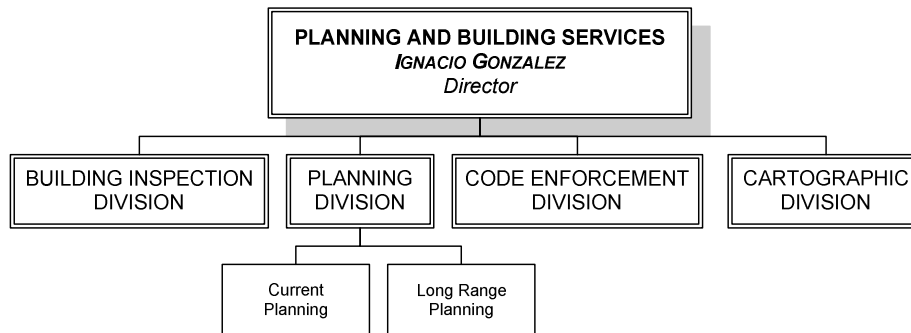 PLANNING AND BUILDING SERVICES
IGNACIO GONZALEZ
Director
BUILDING INSPECTION
DIVISION
PLANNING
DIVISION
CODE ENFORCEMENT
DIVISION
CARTOGRAPHIC
DIVISION
Current
Planning
Long Range
Planning